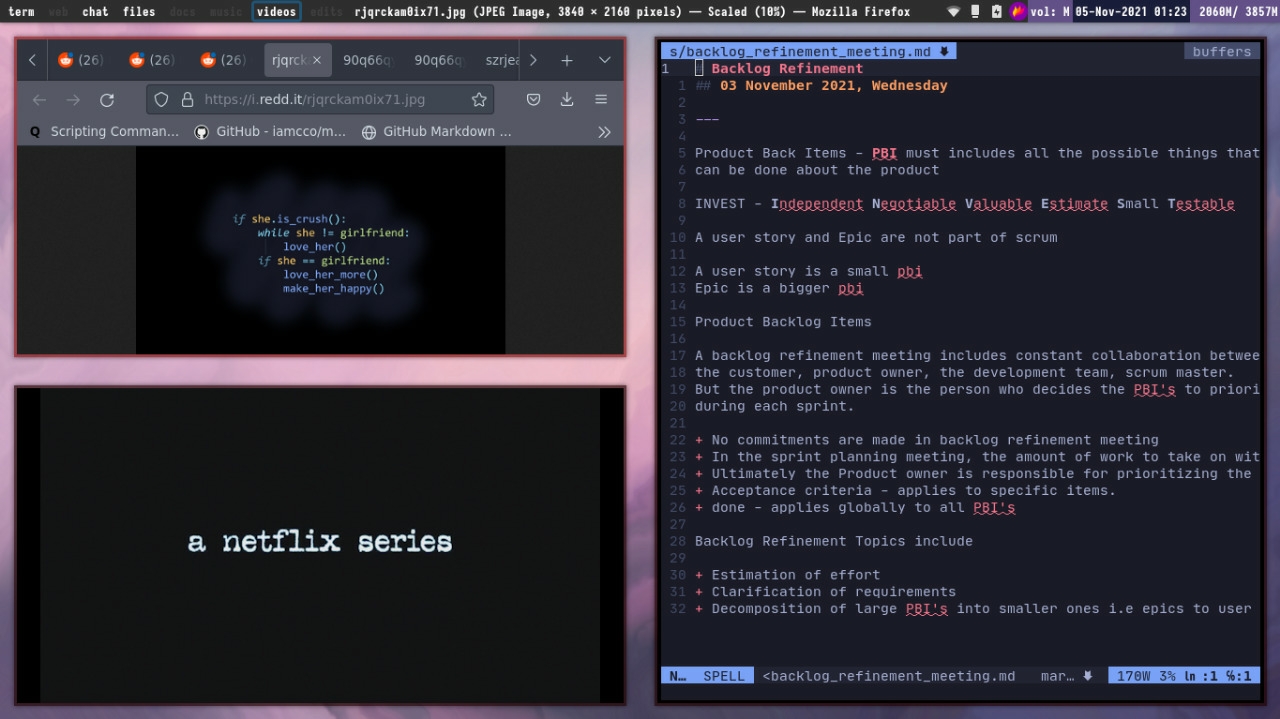 term web chat files docs music videos edits rjqrckam0ix71.jpg (JPEG Image, 3840 × 2160 pixels) — Scaled (10%) — Mozilla Firefox vol: M 05-Nov-2021 01:23 2060M/ 3857M
(26) (26) (26) rjqrck 90q66q 90q66 szrjea
https://i.redd.it/rjqrckam0ix71.jpg
Scripting Comman… GitHub - iamcco/m… GitHub Markdown …
if she.is_crush():
while she != girlfriend:
love_her()
if she == girlfriend:
love_her_more()
make_her_happy()
a netflix series
s/backlog_refinement_meeting.md buffers
1 Backlog Refinement
1 ## 03 November 2021, Wednesday
2
3 ---
4
5 Product Back Items - PBI must includes all the possible things that
6 can be done about the product
7
8 INVEST - Independent Negotiable Valuable Estimate Small Testable
9
10 A user story and Epic are not part of scrum
11
12 A user story is a small pbi
13 Epic is a bigger pbi
14
15 Product Backlog Items
16
17 A backlog refinement meeting includes constant collaboration betwee
18 the customer, product owner, the development team, scrum master.
19 But the product owner is the person who decides the PBI's to priori
20 during each sprint.
21
22 + No commitments are made in backlog refinement meeting
23 + In the sprint planning meeting, the amount of work to take on wit
24 + Ultimately the Product owner is responsible for prioritizing the
25 + Acceptance criteria - applies to specific items.
26 + done - applies globally to all PBI's
27
28 Backlog Refinement Topics include
29
30 + Estimation of effort
31 + Clarification of requirements
32 + Decomposition of large PBI's into smaller ones i.e epics to user
N… SPELL <backlog_refinement_meeting.md mar… 170W 3% ln :1 %:1